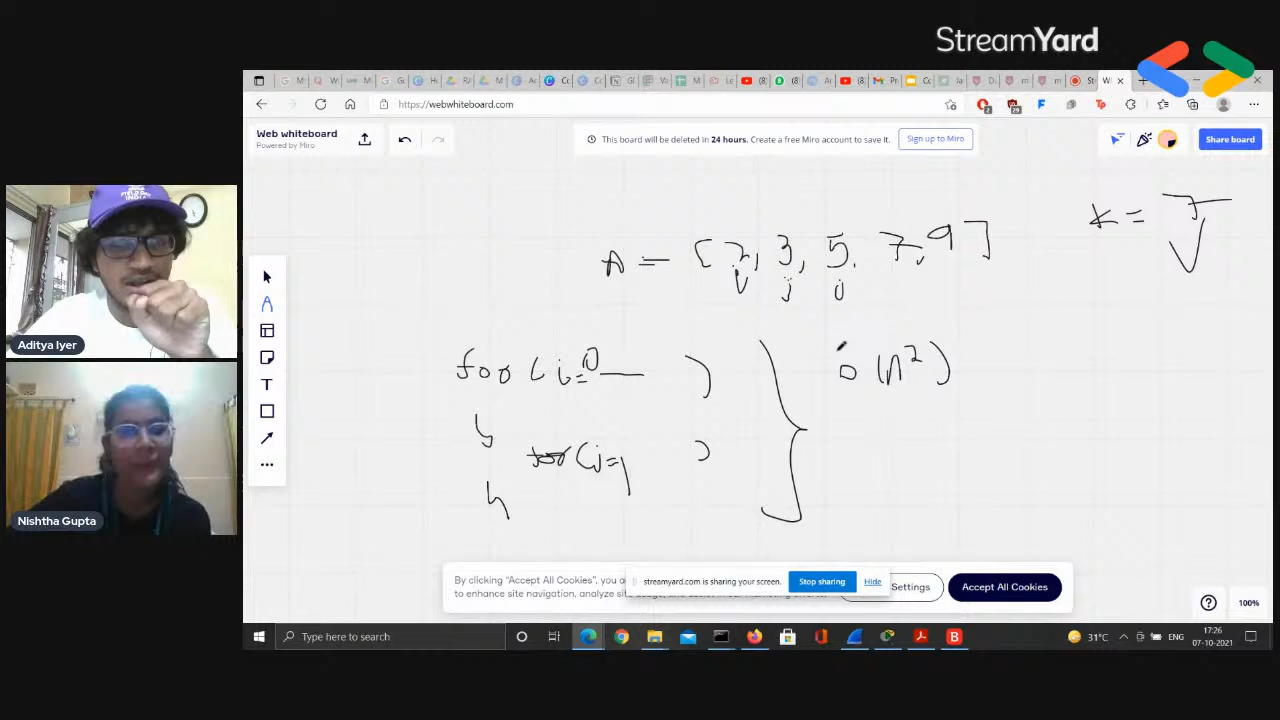 StreamYard
https://webwhiteboard.com
Web whiteboard
Powered by Miro
This board will be deleted in 24 hours. Create a free Miro account to save it.
Sign up to Miro
Share board
k = 7
A = [ 2, 3, 5, 7, 9 ]
i j j
for ( i=0 )
O (n²)
for (j=1 )
FIELD DAY
INDIA
Aditya Iyer
Nishtha Gupta
By clicking "Accept All Cookies", you
to enhance site navigation, analyze
streamyard.com is sharing your screen.
Stop sharing
Hide
Settings
Accept All Cookies
100%
Type here to search
31°C
ENG
17:26
07-10-2021